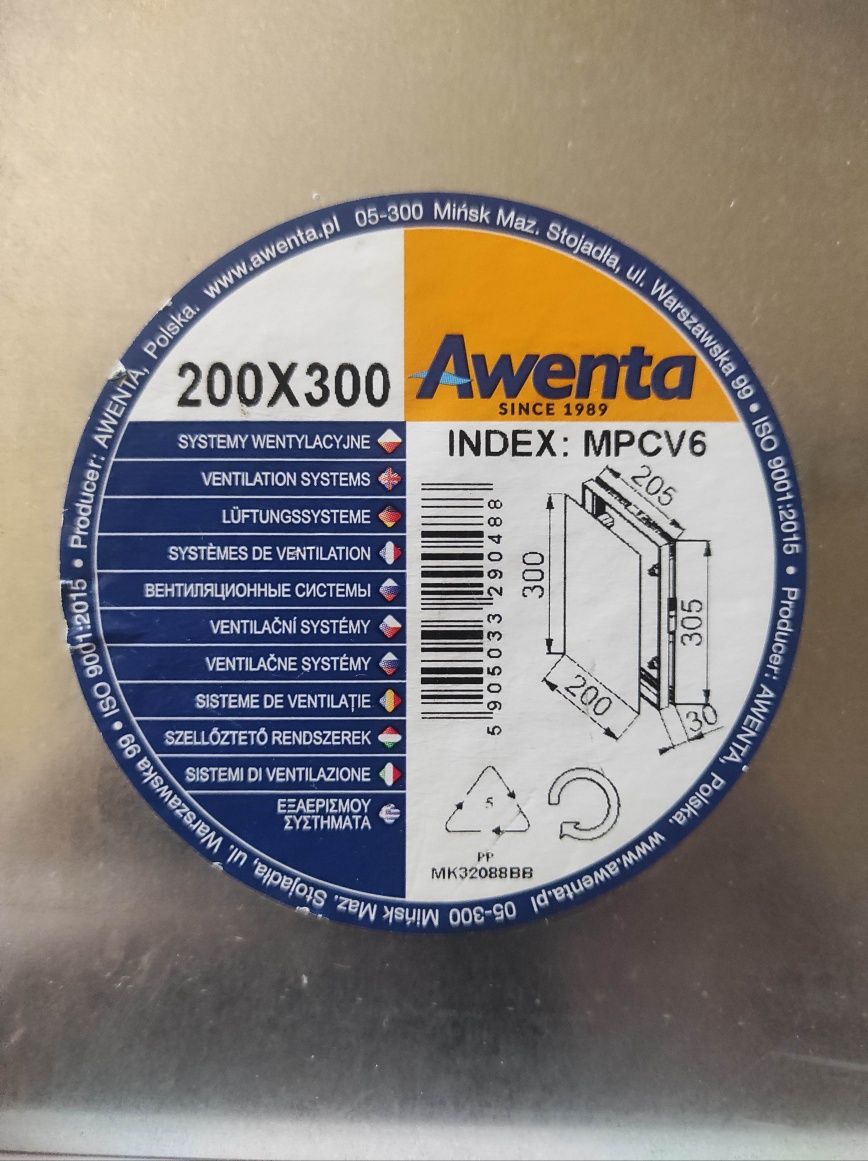 Producer: AWENTA, Polska. www.awenta.pl 05-300 Mińsk Maz. Stojadła, ul. Warszawska 99 • ISO 9001:2015 •
Producer: AWENTA, Polska. www.awenta.pl 05-300 Mińsk Maz. Stojadła, ul. Warszawska 99 • ISO 9001:2015 •
200X300
Awenta
SINCE 1989
SYSTEMY WENTYLACYJNE
VENTILATION SYSTEMS
LÜFTUNGSSYSTEME
SYSTÈMES DE VENTILATION
ВЕНТИЛЯЦИОННЫЕ СИСТЕМЫ
VENTILAČNÍ SYSTÉMY
VENTILAČNE SYSTÉMY
SISTEME DE VENTILAȚIE
SZELLŐZTETŐ RENDSZEREK
SISTEMI DI VENTILAZIONE
ΕΞΑΕΡΙΣΜΟΥ
ΣΥΣΤΗΜΑΤΑ
INDEX: MPCV6
5 905033 290488
205
300
305
200
30
5
PP
MK32088BB